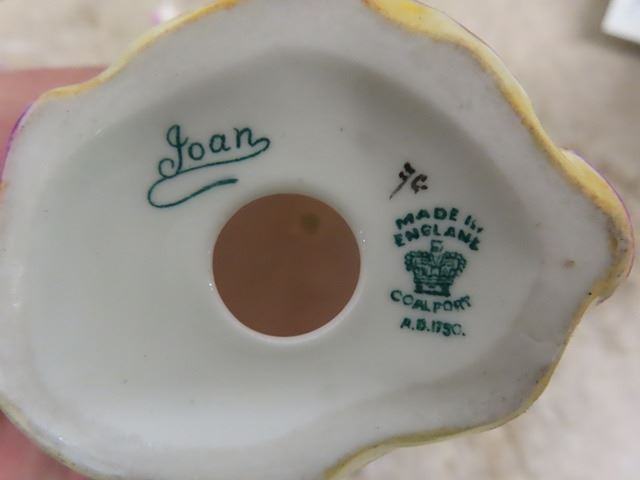 Joan
MADE IN
ENGLAND
COALPORT
A.D. 1750.